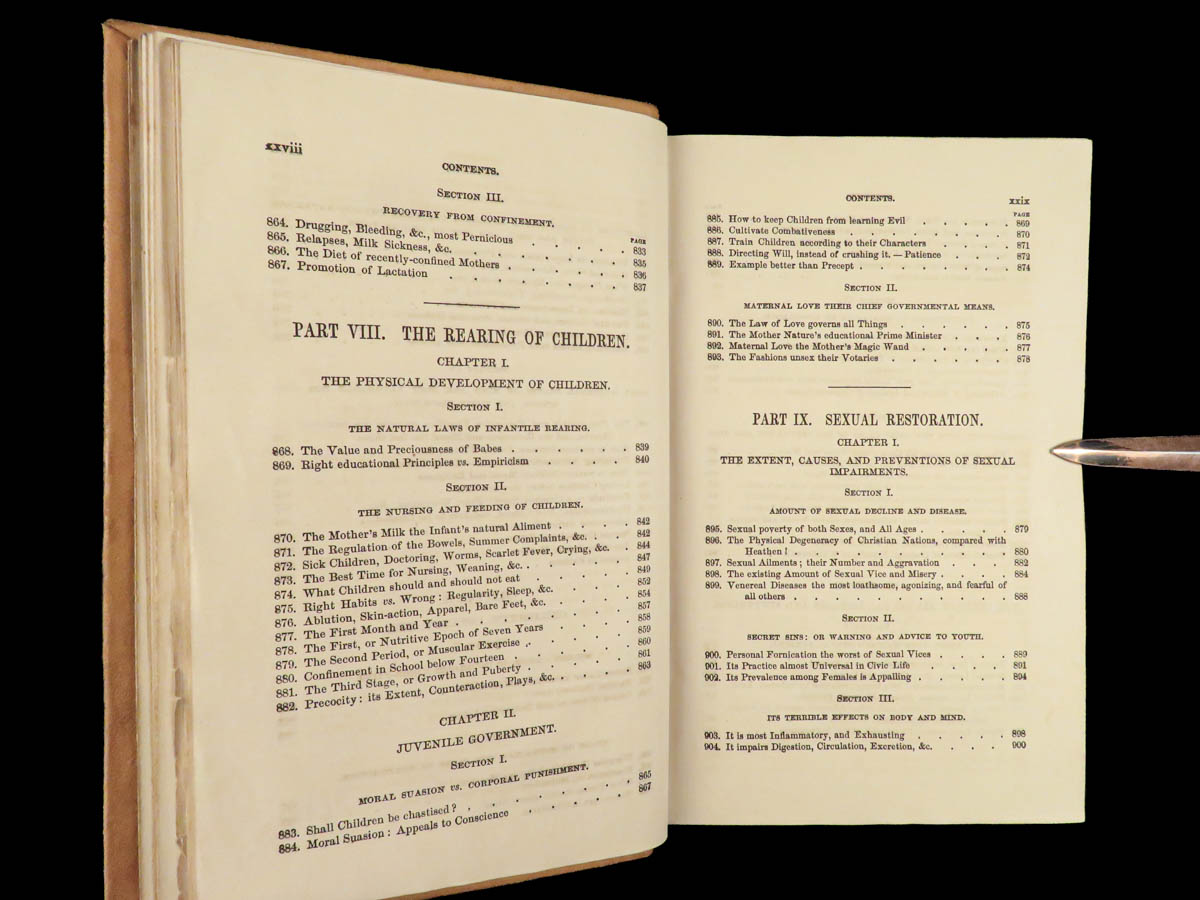 xxviii
CONTENTS.
SECTION III.
RECOVERY FROM CONFINEMENT.
PAGE
864. Drugging, Bleeding, &c., most Pernicious . . . . . 833
865. Relapses, Milk Sickness, &c. . . . . . . . 835
866. The Diet of recently-confined Mothers . . . . . . 836
867. Promotion of Lactation . . . . . . . 837
PART VIII. THE REARING OF CHILDREN.
CHAPTER I.
THE PHYSICAL DEVELOPMENT OF CHILDREN.
SECTION I.
THE NATURAL LAWS OF INFANTILE REARING.
868. The Value and Preciousness of Babes . . . . . . 839
869. Right educational Principles vs. Empiricism . . . . 840
SECTION II.
THE NURSING AND FEEDING OF CHILDREN.
870. The Mother's Milk the Infant's natural Aliment . . . . 842
871. The Regulation of the Bowels, Summer Complaints, &c. . . 842
872. Sick Children, Doctoring, Worms, Scarlet Fever, Crying, &c. . 844
873. The Best Time for Nursing, Weaning, &c. . . . . . 847
874. What Children should and should not eat . . . . . 849
875. Right Habits vs. Wrong: Regularity, Sleep, &c. . . . . 852
876. Ablution, Skin-action, Apparel, Bare Feet, &c. . . . . 854
877. The First Month and Year . . . . . . . 857
878. The First, or Nutritive Epoch of Seven Years . . . . 858
879. The Second Period, or Muscular Exercise . . . . . 859
880. Confinement in School below Fourteen . . . . . 860
881. The Third Stage, or Growth and Puberty . . . . . 861
882. Precocity: its Extent, Counteraction, Plays, &c. . . . . 863
CHAPTER II.
JUVENILE GOVERNMENT.
SECTION I.
MORAL SUASION vs. CORPORAL PUNISHMENT.
883. Shall Children be chastised? . . . . . . . 865
884. Moral Suasion: Appeals to Conscience . . . . . 867
CONTENTS.
xxix
PAGE
885. How to keep Children from learning Evil . . . . . 869
886. Cultivate Combativeness . . . . . . . . 870
887. Train Children according to their Characters . . . . 871
888. Directing Will, instead of crushing it.—Patience . . . 872
889. Example better than Precept . . . . . . . . 874
SECTION II.
MATERNAL LOVE THEIR CHIEF GOVERNMENTAL MEANS.
890. The Law of Love governs all Things . . . . . . 875
891. The Mother Nature's educational Prime Minister . . . 876
892. Maternal Love the Mother's Magic Wand . . . . . 877
893. The Fashions unsex their Votaries . . . . . . 878
PART IX. SEXUAL RESTORATION.
CHAPTER I.
THE EXTENT, CAUSES, AND PREVENTIONS OF SEXUAL
IMPAIRMENTS.
SECTION I.
AMOUNT OF SEXUAL DECLINE AND DISEASE.
895. Sexual poverty of both Sexes, and All Ages . . . . . 879
896. The Physical Degeneracy of Christian Nations, compared with
Heathen! . . . . . . . . . . 880
897. Sexual Ailments; their Number and Aggravation . . . 882
898. The existing Amount of Sexual Vice and Misery . . . . 884
899. Venereal Diseases the most loathsome, agonizing, and fearful of
all others . . . . . . . . . . 888
SECTION II.
SECRET SINS: OR WARNING AND ADVICE TO YOUTH.
900. Personal Fornication the worst of Sexual Vices . . . . 889
901. Its Practice almost Universal in Civic Life . . . . 891
902. Its Prevalence among Females is Appalling . . . . . 894
SECTION III.
ITS TERRIBLE EFFECTS ON BODY AND MIND.
903. It is most Inflammatory, and Exhausting . . . . . 898
904. It impairs Digestion, Circulation, Excretion, &c. . . . 900